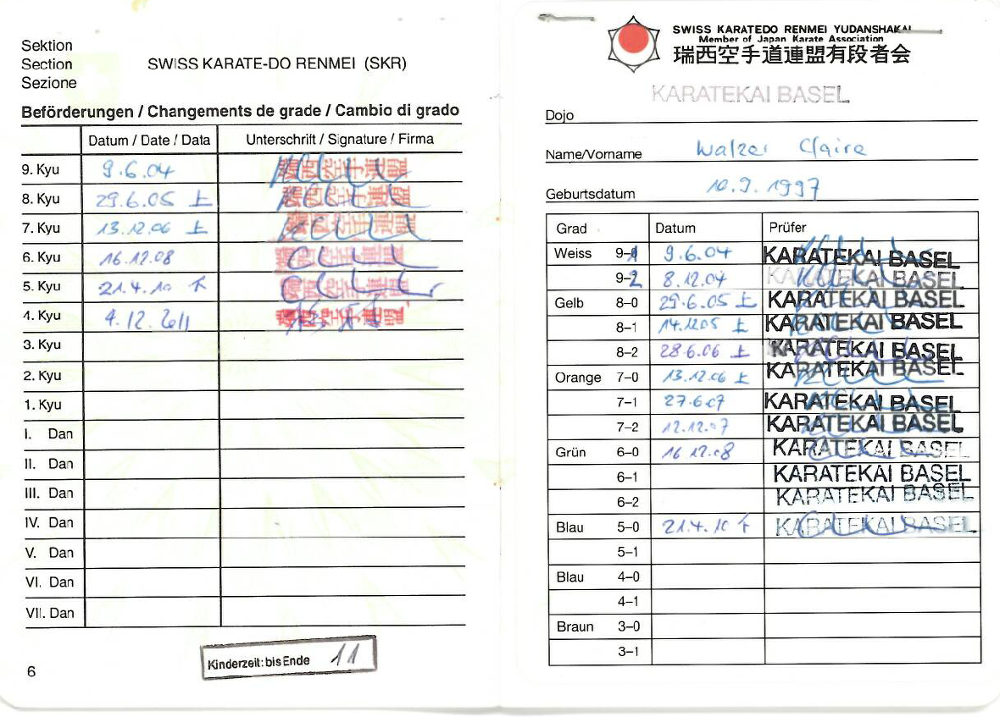 Sektion
Section
Sezione
SWISS KARATE-DO RENMEI (SKR)
Beförderungen / Changements de grade / Cambio di grado
Datum / Date / Data Unterschrift / Signature / Firma
9. Kyu 9.6.04
8. Kyu 29.6.05 上
7. Kyu 13.12.06 上
6. Kyu 16.12.08
5. Kyu 21.4.10 下
4. Kyu 4.12.2011
3. Kyu
2. Kyu
1. Kyu
I. Dan
II. Dan
III. Dan
IV. Dan
V. Dan
VI. Dan
VII. Dan
Kinderzeit: bis Ende 11
6
SWISS KARATEDO RENMEI YUDANSHAKAI
Member of Japan Karate Association
瑞西空手道連盟有段者会
KARATEKAI BASEL
Dojo
Name/Vorname Walzer Claire
Geburtsdatum 10.9.1997
Grad Datum Prüfer
Weiss 9–1 9.6.04 KARATEKAI BASEL
9–2 8.12.04 KARATEKAI BASEL
Gelb 8–0 29.6.05 上 KARATEKAI BASEL
8–1 14.12.05 上 KARATEKAI BASEL
8–2 28.6.06 上 KARATEKAI BASEL
Orange 7–0 13.12.06 上 KARATEKAI BASEL
7–1 27.6.07 KARATEKAI BASEL
7–2 12.12.07 KARATEKAI BASEL
Grün 6–0 16.12.08 KARATEKAI BASEL
6–1 KARATEKAI BASEL
6–2 KARATEKAI BASEL
Blau 5–0 21.4.10 下 KARATEKAI BASEL
5–1
Blau 4–0
4–1
Braun 3–0
3–1